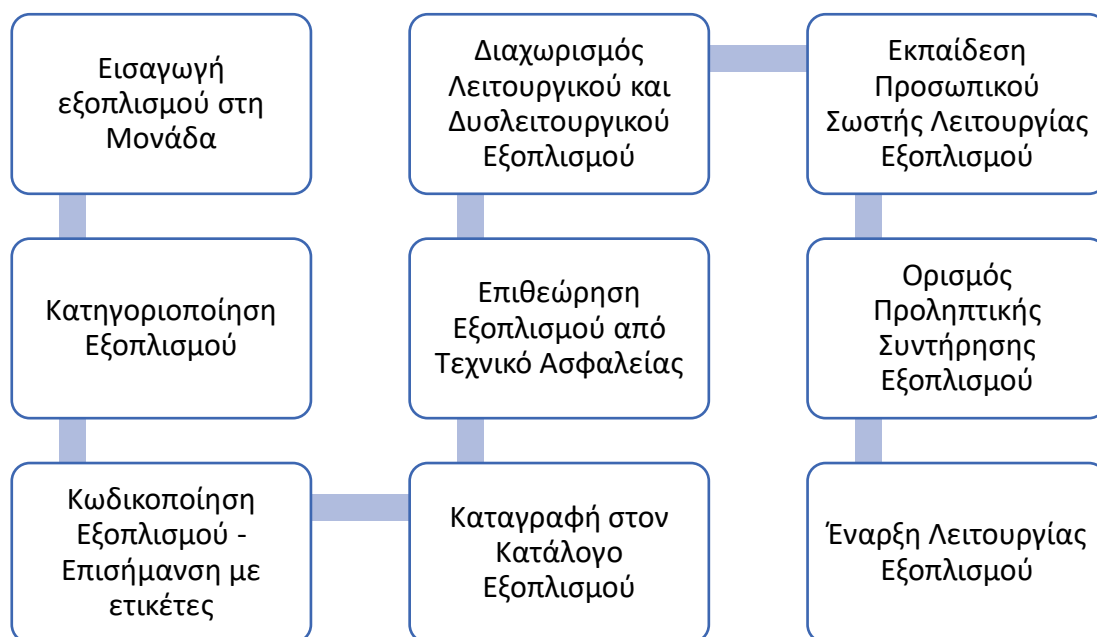 Εισαγωγή
εξοπλισμού στη
Μονάδα
Κατηγοριοποίηση
Εξοπλισμού
Κωδικοποίηση
Εξοπλισμού -
Επισήμανση με
ετικέτες
Καταγραφή στον
Κατάλογο
Εξοπλισμού
Επιθεώρηση
Εξοπλισμού από
Τεχνικό Ασφαλείας
Διαχωρισμός
Λειτουργικού και
Δυσλειτουργικού
Εξοπλισμού
Εκπαίδεση
Προσωπικού
Σωστής Λειτουργίας
Εξοπλισμού
Ορισμός
Προληπτικής
Συντήρησης
Εξοπλισμού
Έναρξη Λειτουργίας
Εξοπλισμού